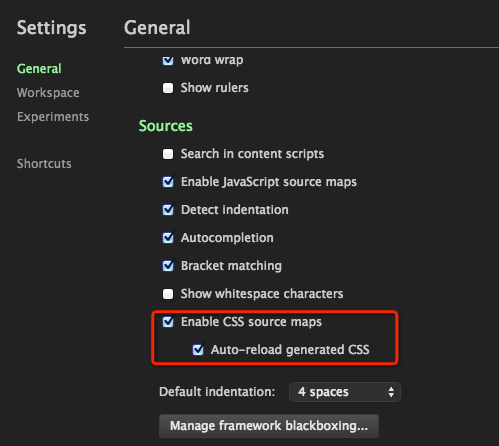 Settings
General
General
Workspace
Experiments
Shortcuts
Word wrap
Show rulers
Sources
Search in content scripts
Enable JavaScript source maps
Detect indentation
Autocompletion
Bracket matching
Show whitespace characters
Enable CSS source maps
Auto-reload generated CSS
Default indentation: 4 spaces
Manage framework blackboxing...